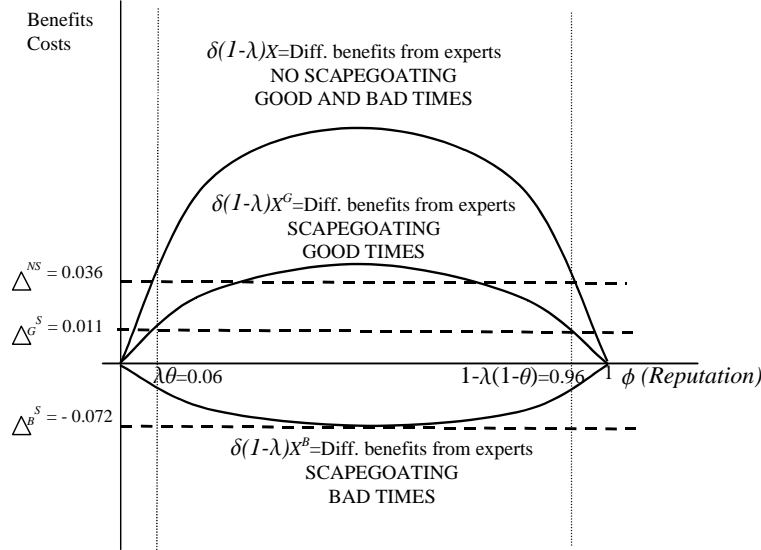 Benefits
Costs
δ(1-λ)X=Diff. benefits from experts
NO SCAPEGOATING
GOOD AND BAD TIMES
δ(1-λ)X^G=Diff. benefits from experts
SCAPEGOATING
GOOD TIMES
△^NS = 0.036
△_G^S = 0.011
λθ=0.06
1-λ(1-θ)=0.96
1
ϕ (Reputation)
△_B^S = - 0.072
δ(1-λ)X^B=Diff. benefits from experts
SCAPEGOATING
BAD TIMES